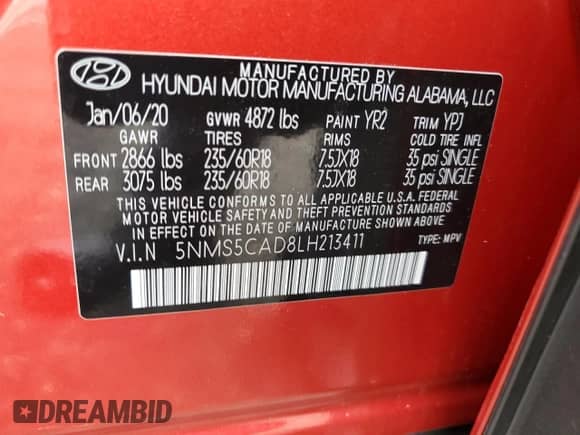 MANUFACTURED BY
HYUNDAI MOTOR MANUFACTURING ALABAMA, LLC
Jan/06/20 GVWR 4872 lbs PAINT YR2 TRIM YPJ
GAWR TIRES RIMS COLD TIRE INFL
FRONT 2866 lbs 235/60R18 7.5JX18 35 psi SINGLE
REAR 3075 lbs 235/60R18 7.5JX18 35 psi SINGLE
THIS VEHICLE CONFORMS TO ALL APPLICABLE U.S.A. FEDERAL
MOTOR VEHICLE SAFETY AND THEFT PREVENTION STANDARDS
IN EFFECT ON THE DATE OF MANUFACTURE SHOWN ABOVE.
V.I.N 5NMS5CAD8LH213411 TYPE: MPV
DREAMBID